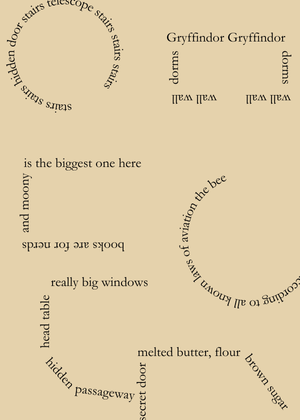 stairs stairs hidden door stairs telescope stairs stairs stairs
Gryffindor Gryffindor
dorms
dorms
wall wall
wall wall
is the biggest one here
and moony
books are for nerds
ccording to all known laws of aviation the bee
really big windows
head table
hidden passageway
secret door
melted butter, flour
brown sugar